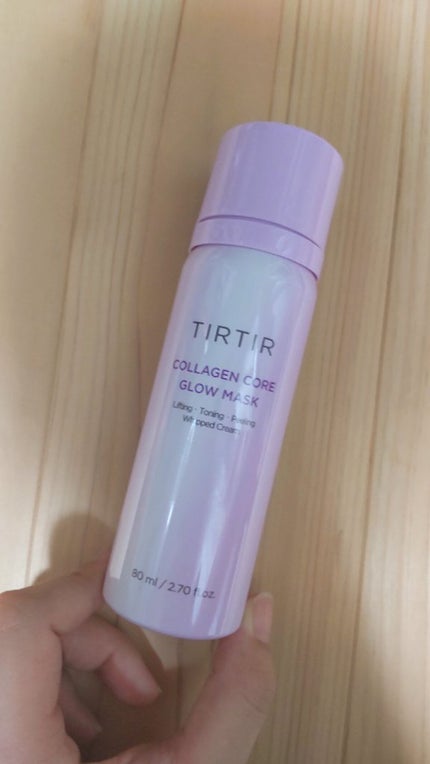 TIRTIR
COLLAGEN CORE
GLOW MASK
Lifting · Toning · Peeling
Whipped Cream
80 ml / 2.70 fl.oz.